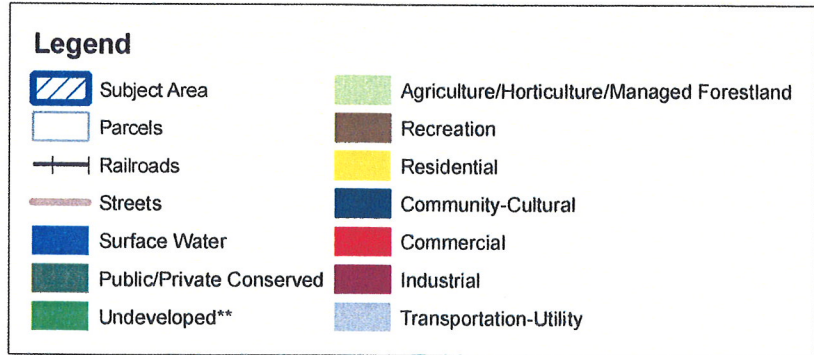 Legend
Subject Area
Parcels
Railroads
Streets
Surface Water
Public/Private Conserved
Undeveloped**
Agriculture/Horticulture/Managed Forestland
Recreation
Residential
Community-Cultural
Commercial
Industrial
Transportation-Utility